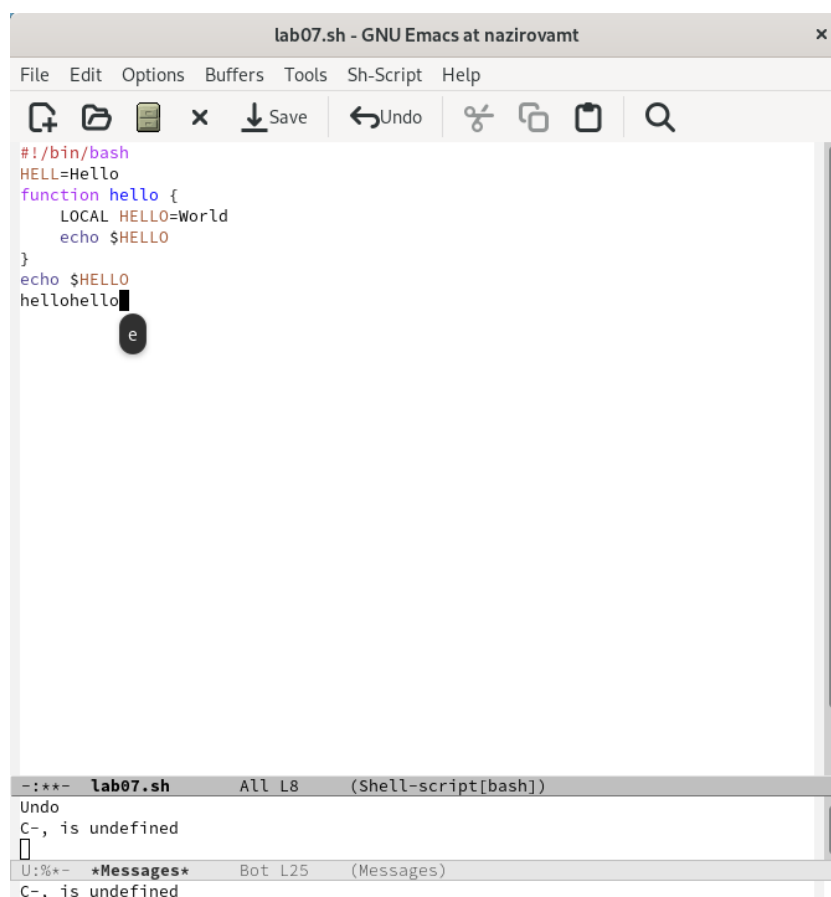 lab07.sh - GNU Emacs at nazirovamt ×
File Edit Options Buffers Tools Sh-Script Help
Save Undo
#!/bin/bash
HELL=Hello
function hello {
    LOCAL HELLO=World
    echo $HELLO
}
echo $HELLO
hellohello
e
-:**- lab07.sh All L8 (Shell-script[bash])
Undo
C-, is undefined
U:%*- *Messages* Bot L25 (Messages)
C-, is undefined